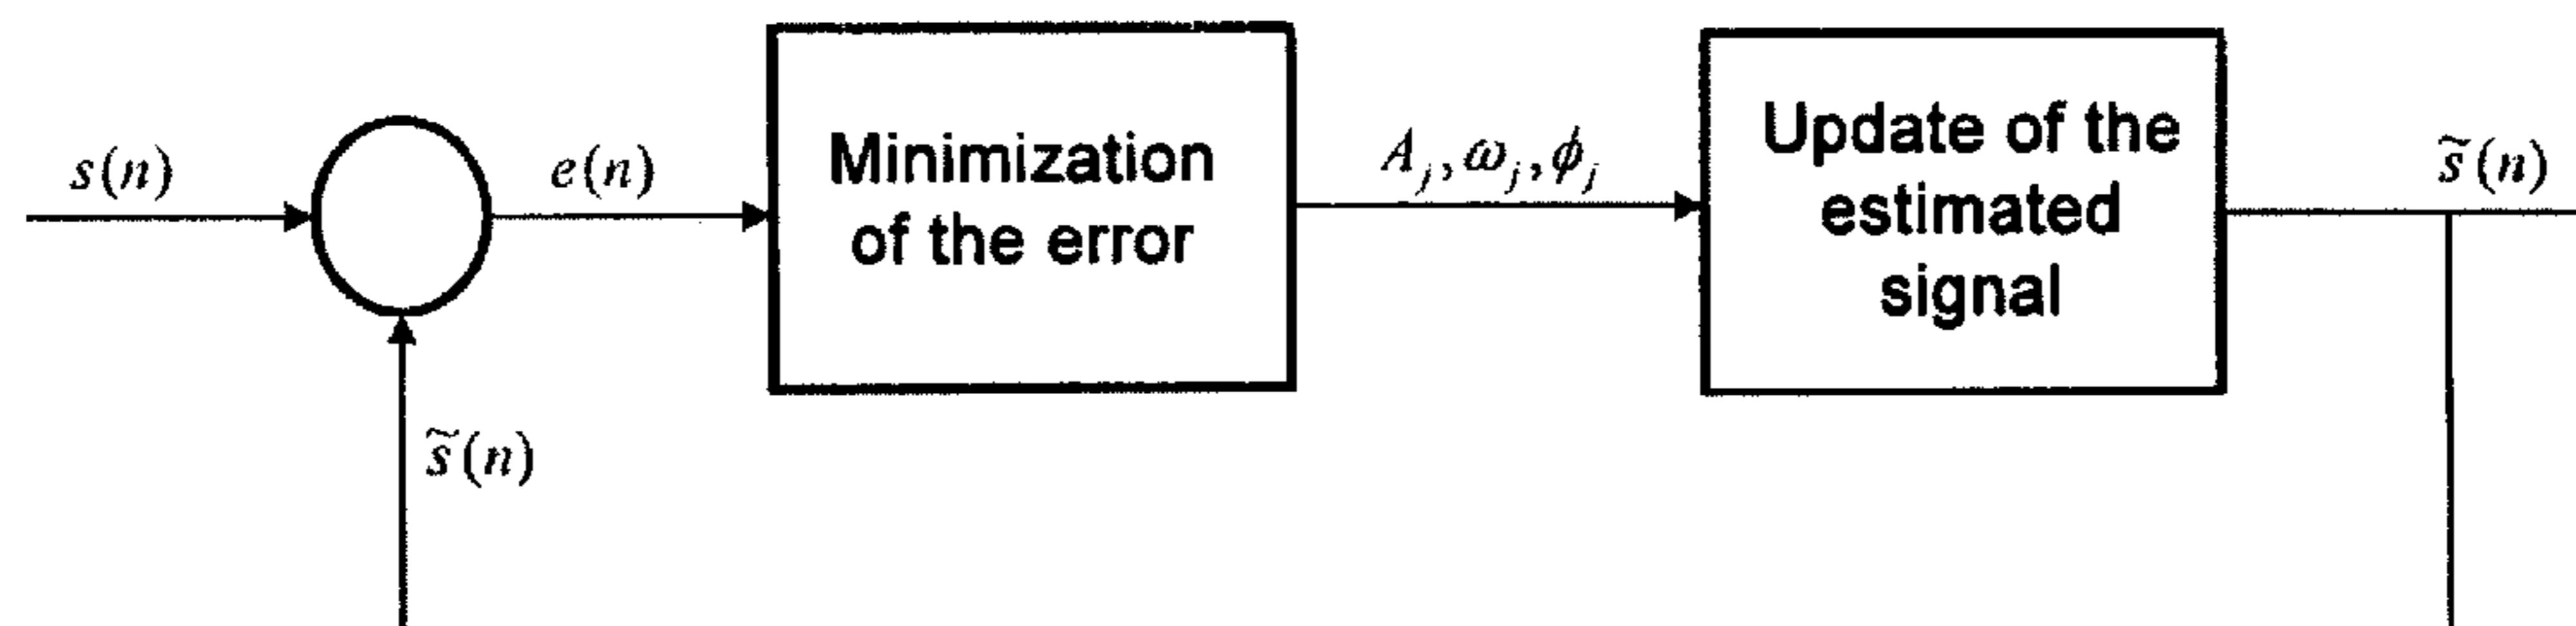 s(n)
e(n)
Minimization
of the error
A_j, ω_j, ϕ_j
Update of the
estimated
signal
s̃(n)
s̃(n)